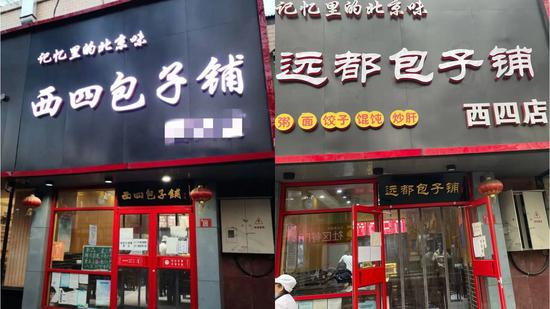 记忆里的北京味
西四包子铺
西四包子铺
记忆里的北京味
远都包子铺
粥 面 饺子 馄饨 炒肝
西四店
远都包子铺